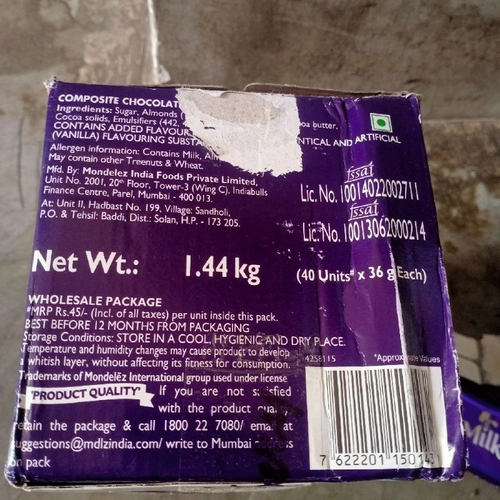 COMPOSITE CHOCOLAT
Ingredients: Sugar, Almonds (
Cocoa solids, Emulsifiers (442, oa butter,
CONTAINS ADDED FLAVOUR NTICAL AND ARTIFICIAL
(VANILLA) FLAVOURING SUBSTA
Allergen information: Contains Milk, Alm
May contain other Treenuts & Wheat.
Mfd. By: Mondelez India Foods Private Limited,
Unit No. 2001, 20th Floor, Tower-3 (Wing C), Indiabulls
Finance Centre, Parel, Mumbai - 400 013.
At: Unit II, Hadbast No. 199, Village: Sandholi,
P.O. & Tehsil: Baddi, Dist.: Solan, H.P. - 173 205.
fssai
Lic. No. 10014022002711
fssai
Lic. No. 10013062000214
Net Wt.: 1.44 kg (40 Units* x 36 g Each)
WHOLESALE PACKAGE
*MRP Rs.45/- (Incl. of all taxes) per unit inside this pack.
BEST BEFORE 12 MONTHS FROM PACKAGING
Storage Conditions: STORE IN A COOL, HYGIENIC AND DRY PLACE.
Temperature and humidity changes may cause product to develop
a whitish layer, without affecting its fitness for consumption.
4258115 *Approximate Values
Trademarks of Mondelēz International group used under license
"PRODUCT QUALITY" If you are not satisfied
with the product quality
retain the package & call 1800 22 7080/ email at
suggestions@mdlzindia.com/ write to Mumbai address
on pack
7 622201 15014
Milk